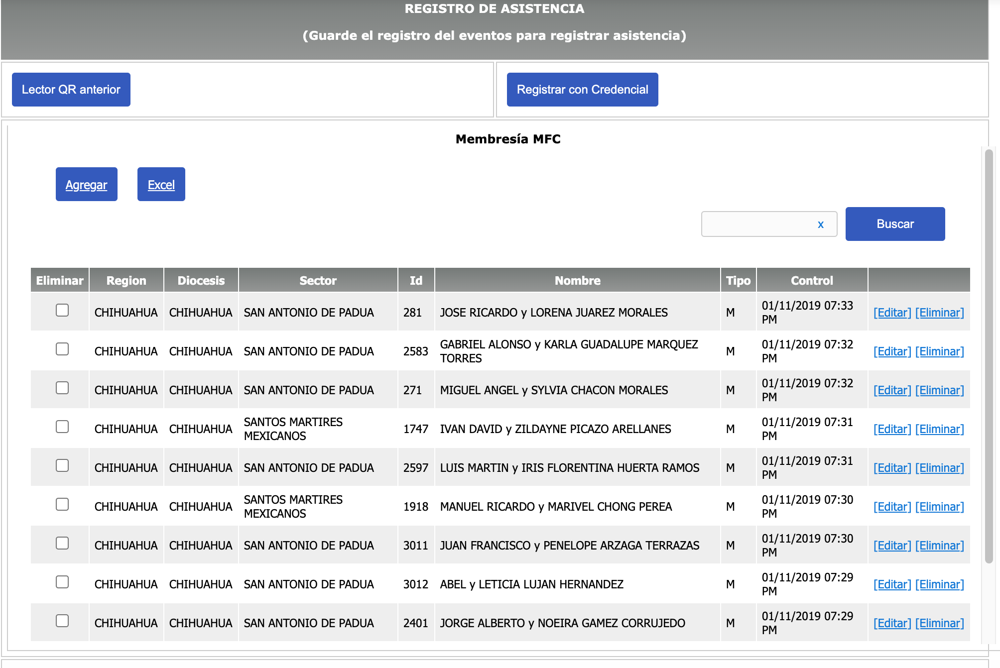 REGISTRO DE ASISTENCIA
(Guarde el registro del eventos para registrar asistencia)
Lector QR anterior
Registrar con Credencial
Membresía MFC
Agregar
Excel
x
Buscar
Eliminar Region Diocesis Sector Id Nombre Tipo Control
CHIHUAHUA CHIHUAHUA SAN ANTONIO DE PADUA 281 JOSE RICARDO y LORENA JUAREZ MORALES M 01/11/2019 07:33 PM [Editar] [Eliminar]
CHIHUAHUA CHIHUAHUA SAN ANTONIO DE PADUA 2583 GABRIEL ALONSO y KARLA GUADALUPE MARQUEZ TORRES M 01/11/2019 07:32 PM [Editar] [Eliminar]
CHIHUAHUA CHIHUAHUA SAN ANTONIO DE PADUA 271 MIGUEL ANGEL y SYLVIA CHACON MORALES M 01/11/2019 07:32 PM [Editar] [Eliminar]
CHIHUAHUA CHIHUAHUA SANTOS MARTIRES MEXICANOS 1747 IVAN DAVID y ZILDAYNE PICAZO ARELLANES M 01/11/2019 07:31 PM [Editar] [Eliminar]
CHIHUAHUA CHIHUAHUA SAN ANTONIO DE PADUA 2597 LUIS MARTIN y IRIS FLORENTINA HUERTA RAMOS M 01/11/2019 07:31 PM [Editar] [Eliminar]
CHIHUAHUA CHIHUAHUA SANTOS MARTIRES MEXICANOS 1918 MANUEL RICARDO y MARIVEL CHONG PEREA M 01/11/2019 07:30 PM [Editar] [Eliminar]
CHIHUAHUA CHIHUAHUA SAN ANTONIO DE PADUA 3011 JUAN FRANCISCO y PENELOPE ARZAGA TERRAZAS M 01/11/2019 07:30 PM [Editar] [Eliminar]
CHIHUAHUA CHIHUAHUA SAN ANTONIO DE PADUA 3012 ABEL y LETICIA LUJAN HERNANDEZ M 01/11/2019 07:29 PM [Editar] [Eliminar]
CHIHUAHUA CHIHUAHUA SAN ANTONIO DE PADUA 2401 JORGE ALBERTO y NOEIRA GAMEZ CORRUJEDO M 01/11/2019 07:29 PM [Editar] [Eliminar]